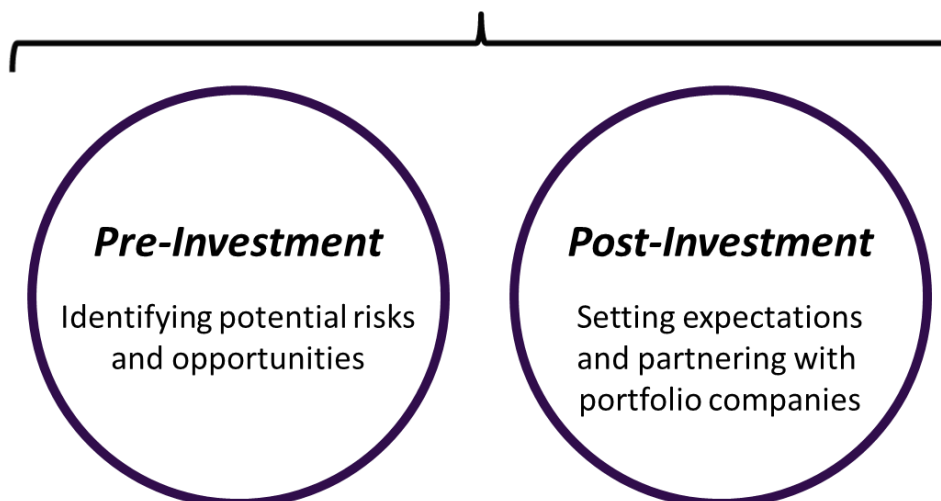 Pre-Investment
Identifying potential risks
and opportunities
Post-Investment
Setting expectations
and partnering with
portfolio companies